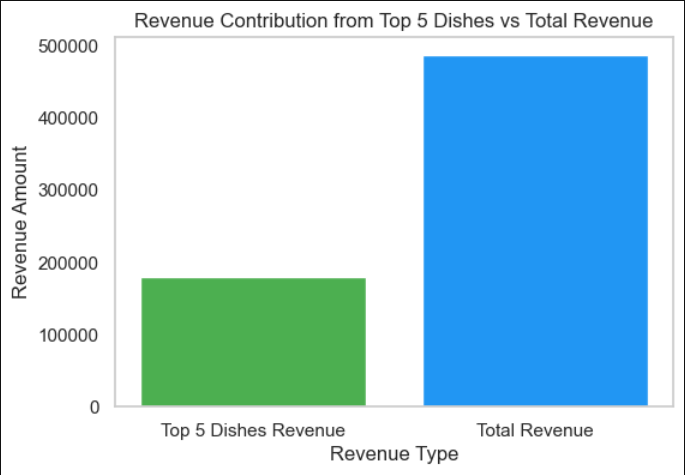 Revenue Contribution from Top 5 Dishes vs Total Revenue
500000
400000
300000
200000
100000
0
Revenue Amount
Top 5 Dishes Revenue
Total Revenue
Revenue Type